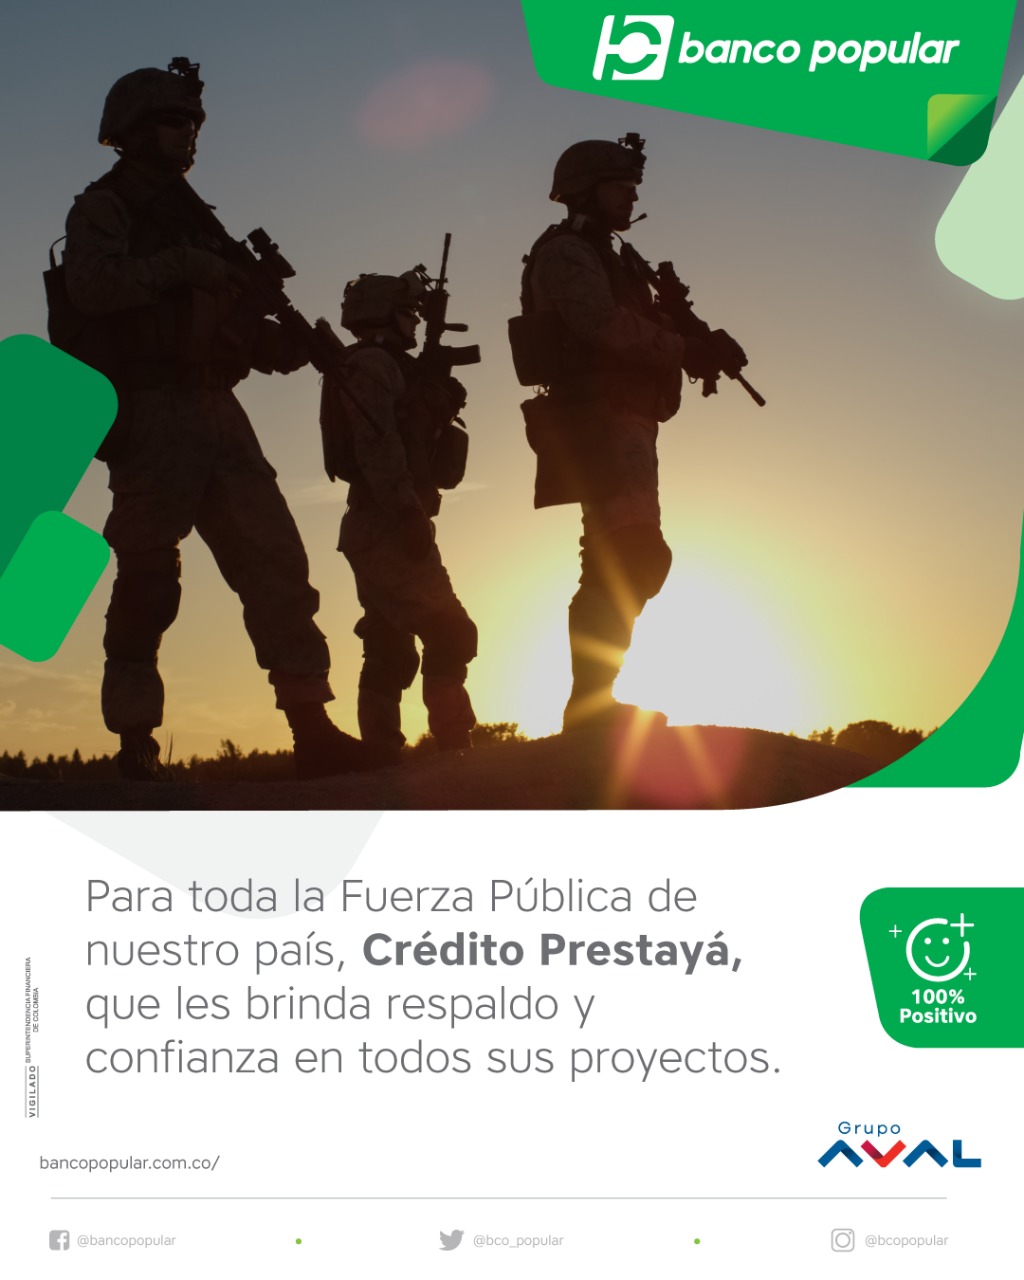 banco popular
Para toda la Fuerza Pública de
nuestro país, Crédito Prestayá,
que les brinda respaldo y
confianza en todos sus proyectos.
100%
Positivo
VIGILADO SUPERINTENDENCIA FINANCIERA
DE COLOMBIA
Grupo
AVAL
bancopopular.com.co/
@bancopopular
@bco_popular
@bcopopular